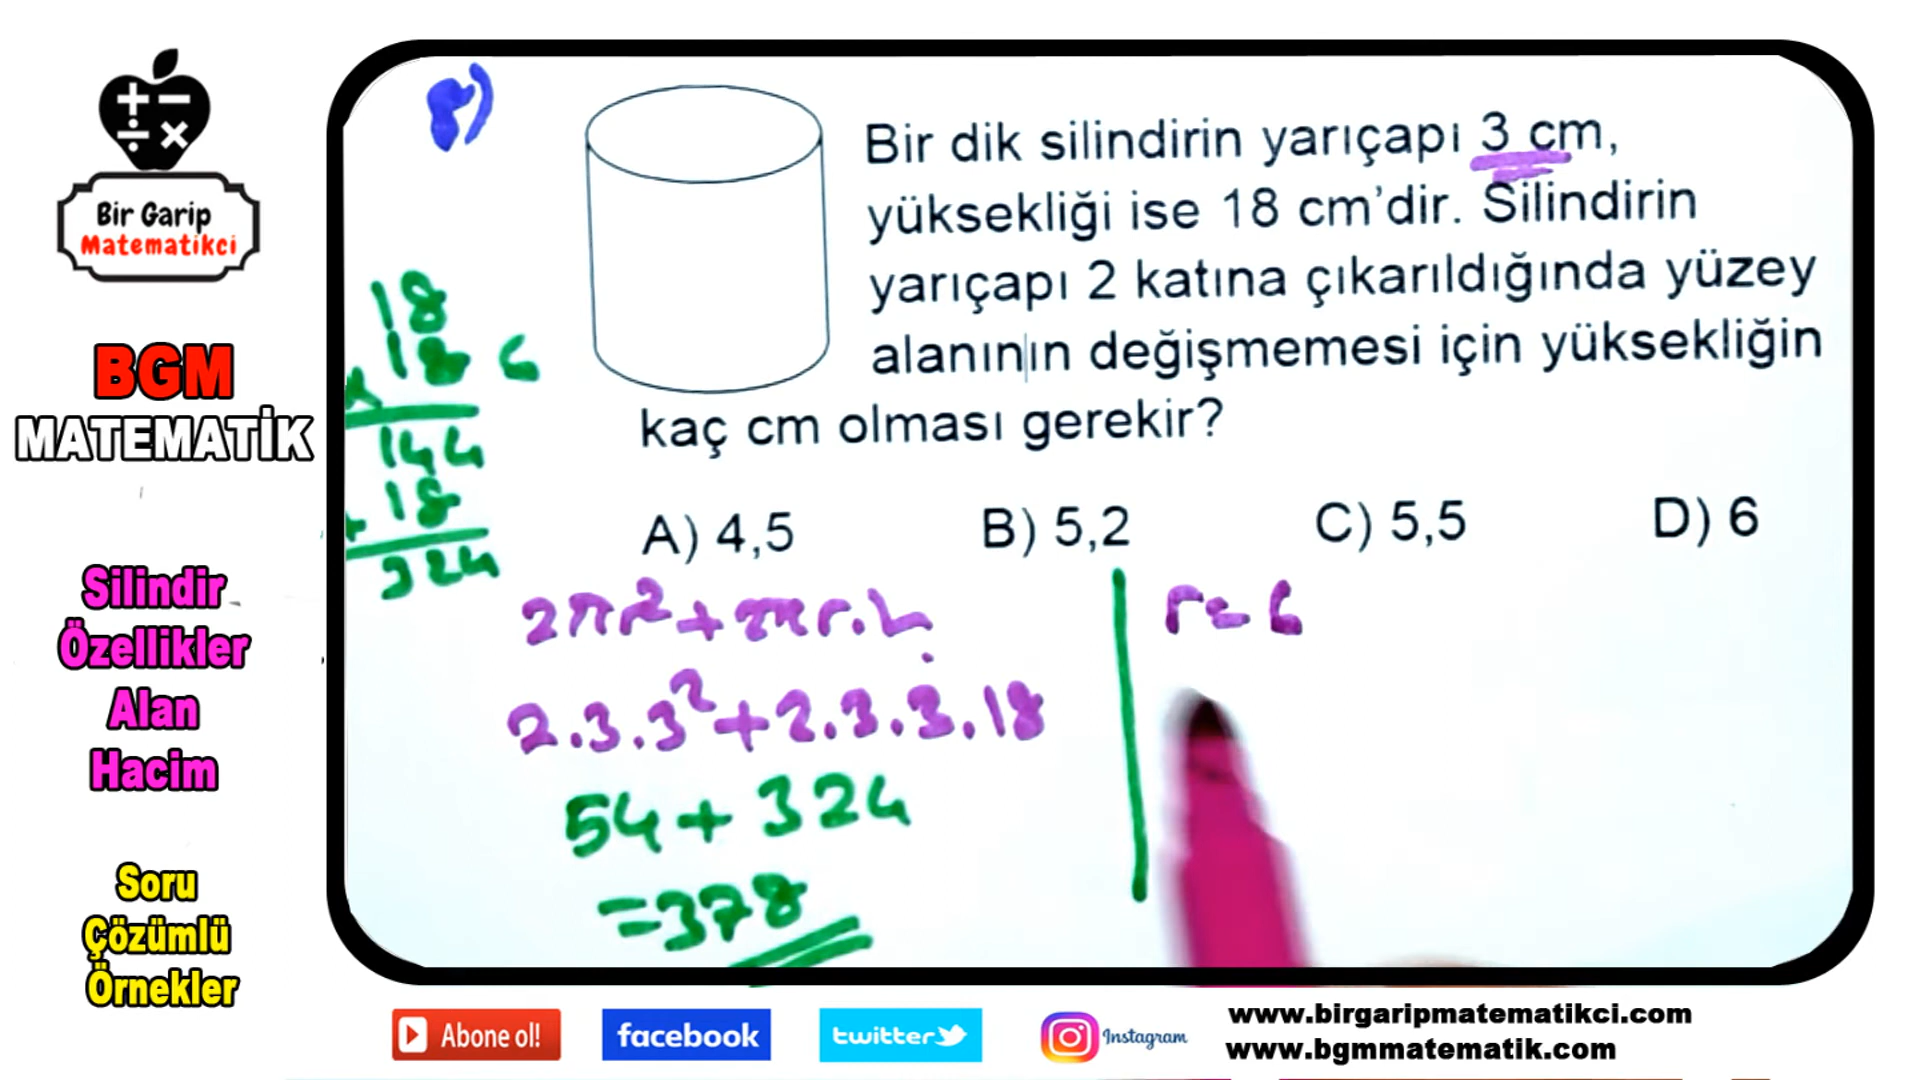 Bir Garip
Matematikci
BGM
MATEMATİK
Silindir
Özellikler
Alan
Hacim
Soru
Çözümlü
Örnekler
8)
Bir dik silindirin yarıçapı 3 cm,
yüksekliği ise 18 cm'dir. Silindirin
yarıçapı 2 katına çıkarıldığında yüzey
alanının değişmemesi için yüksekliğin
kaç cm olması gerekir?
A) 4,5 B) 5,2 C) 5,5 D) 6
18
x 18 6
144
+ 18
324
2πr²+2πr.h
2.3.3²+2.3.3.18
54+324
=378
r=6
Abone ol!
facebook
twitter
Instagram
www.birgaripmatematikci.com
www.bgmmatematik.com